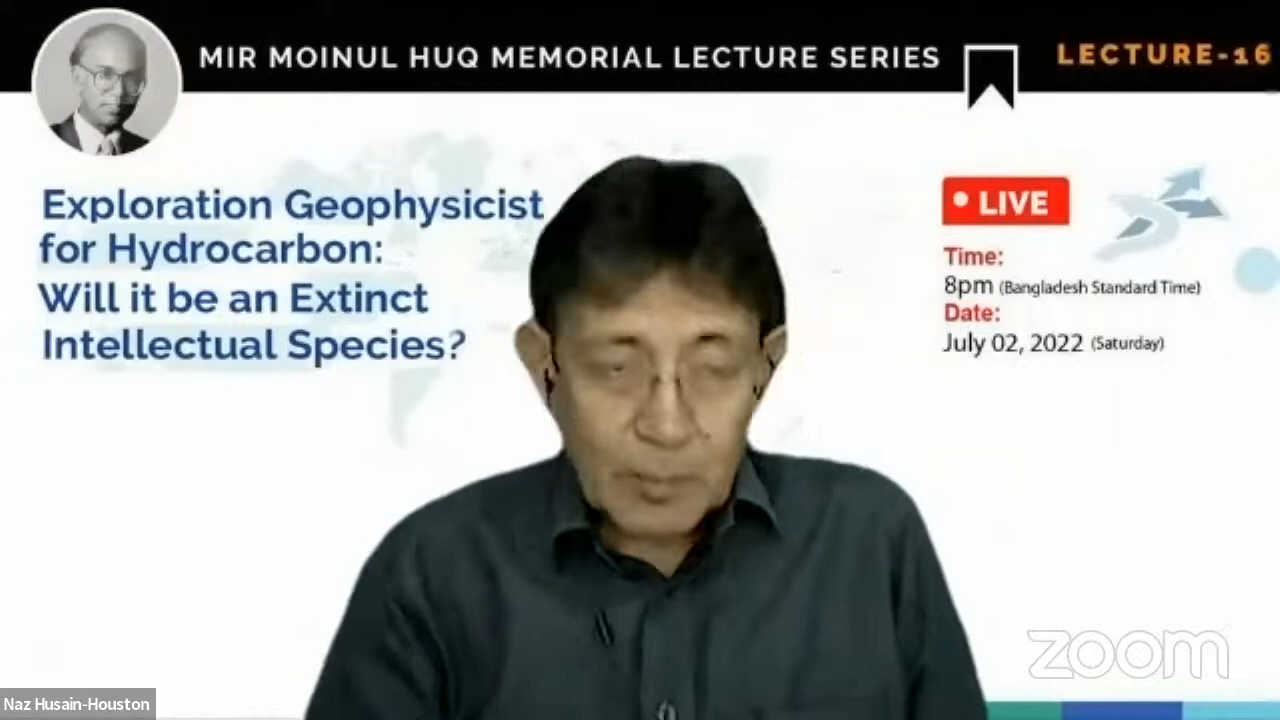 MIR MOINUL HUQ MEMORIAL LECTURE SERIES
LECTURE-16
Exploration Geophysicist
for Hydrocarbon:
Will it be an Extinct
Intellectual Species?
• LIVE
Time:
8pm (Bangladesh Standard Time)
Date:
July 02, 2022 (Saturday)
zoom
Naz Husain-Houston